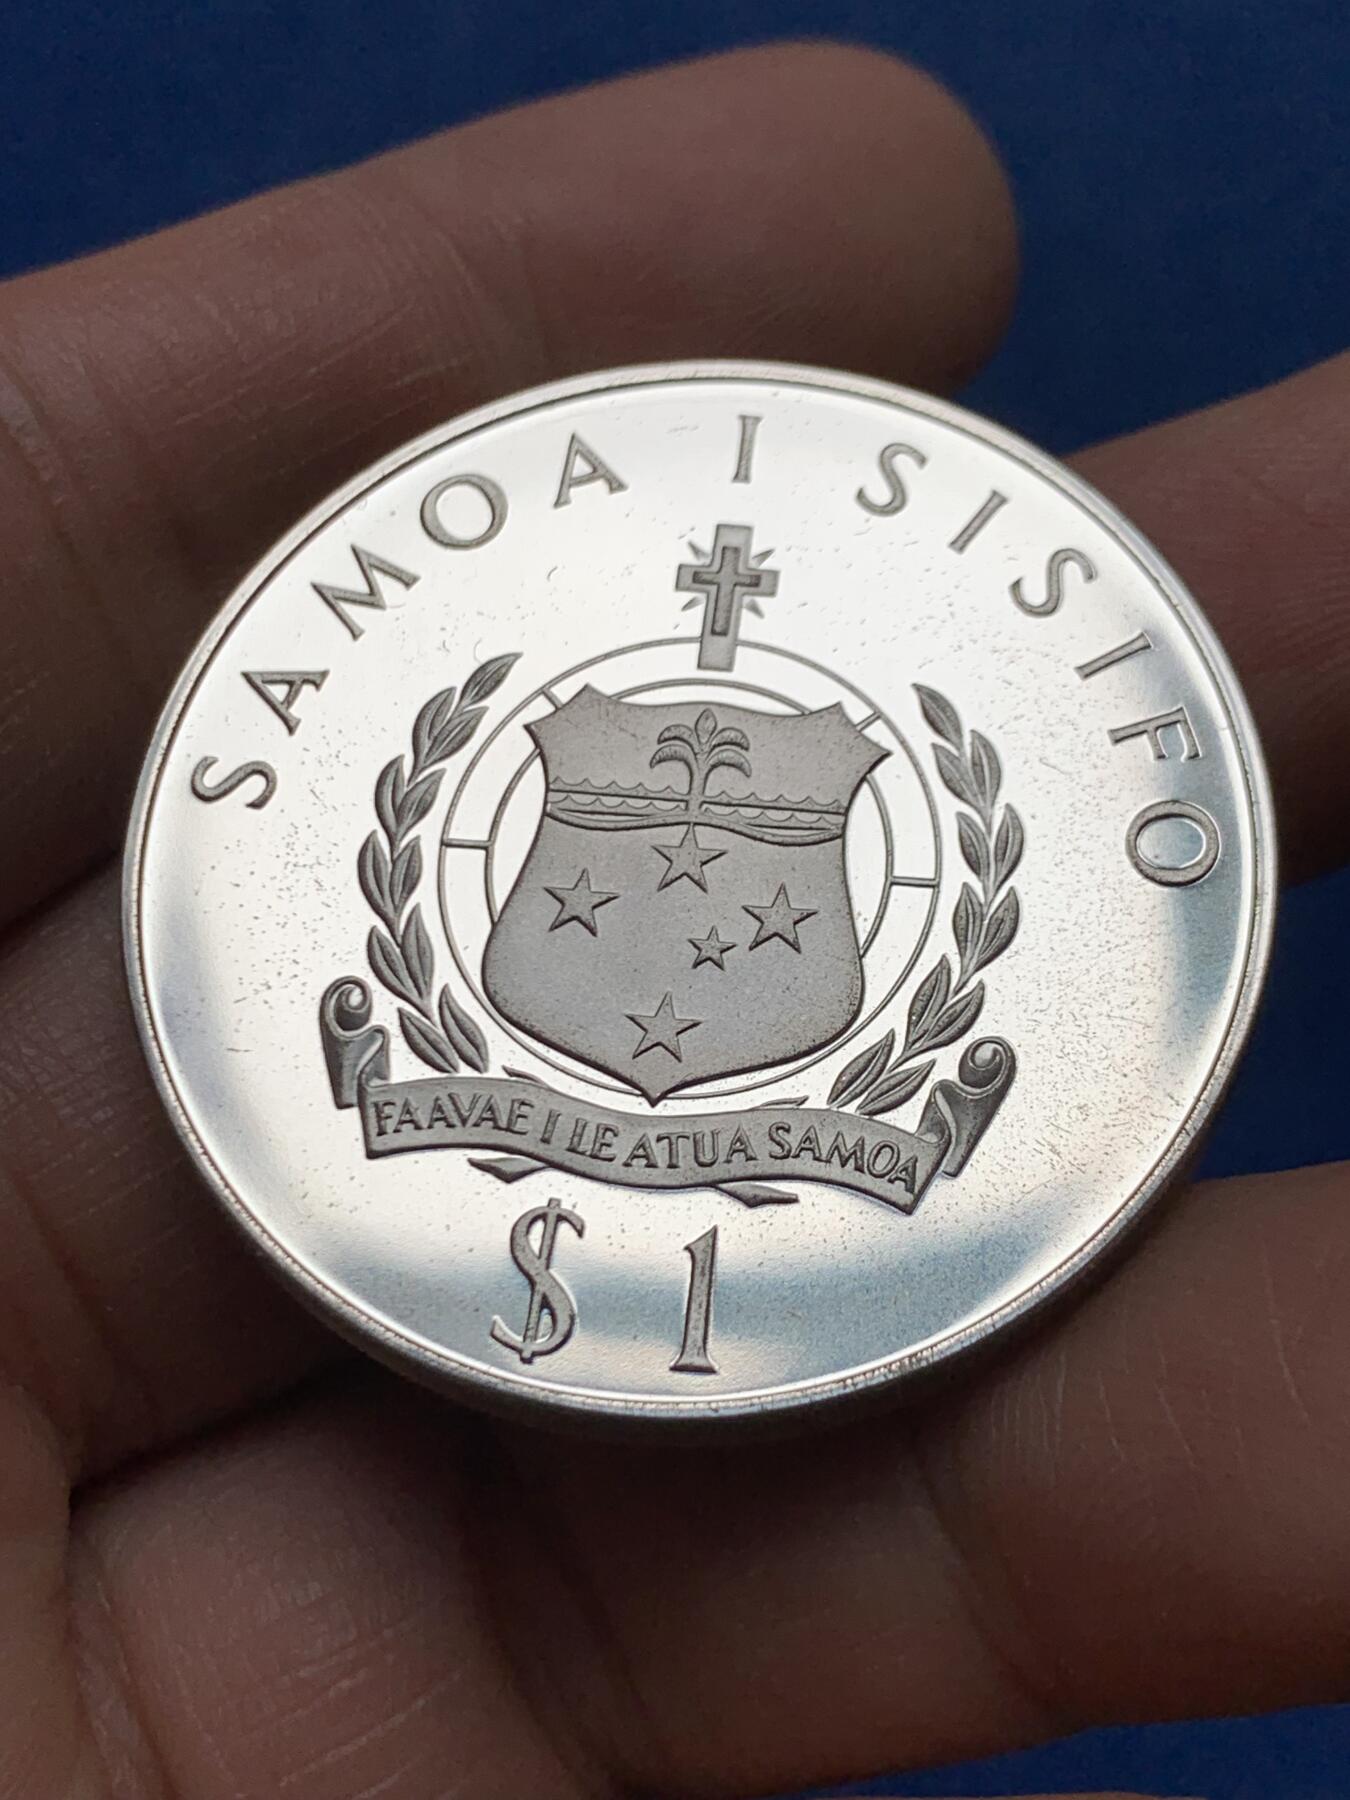 SAMOA I SISIFO
FAAVAE I LE ATUA SAMOA
$ 1